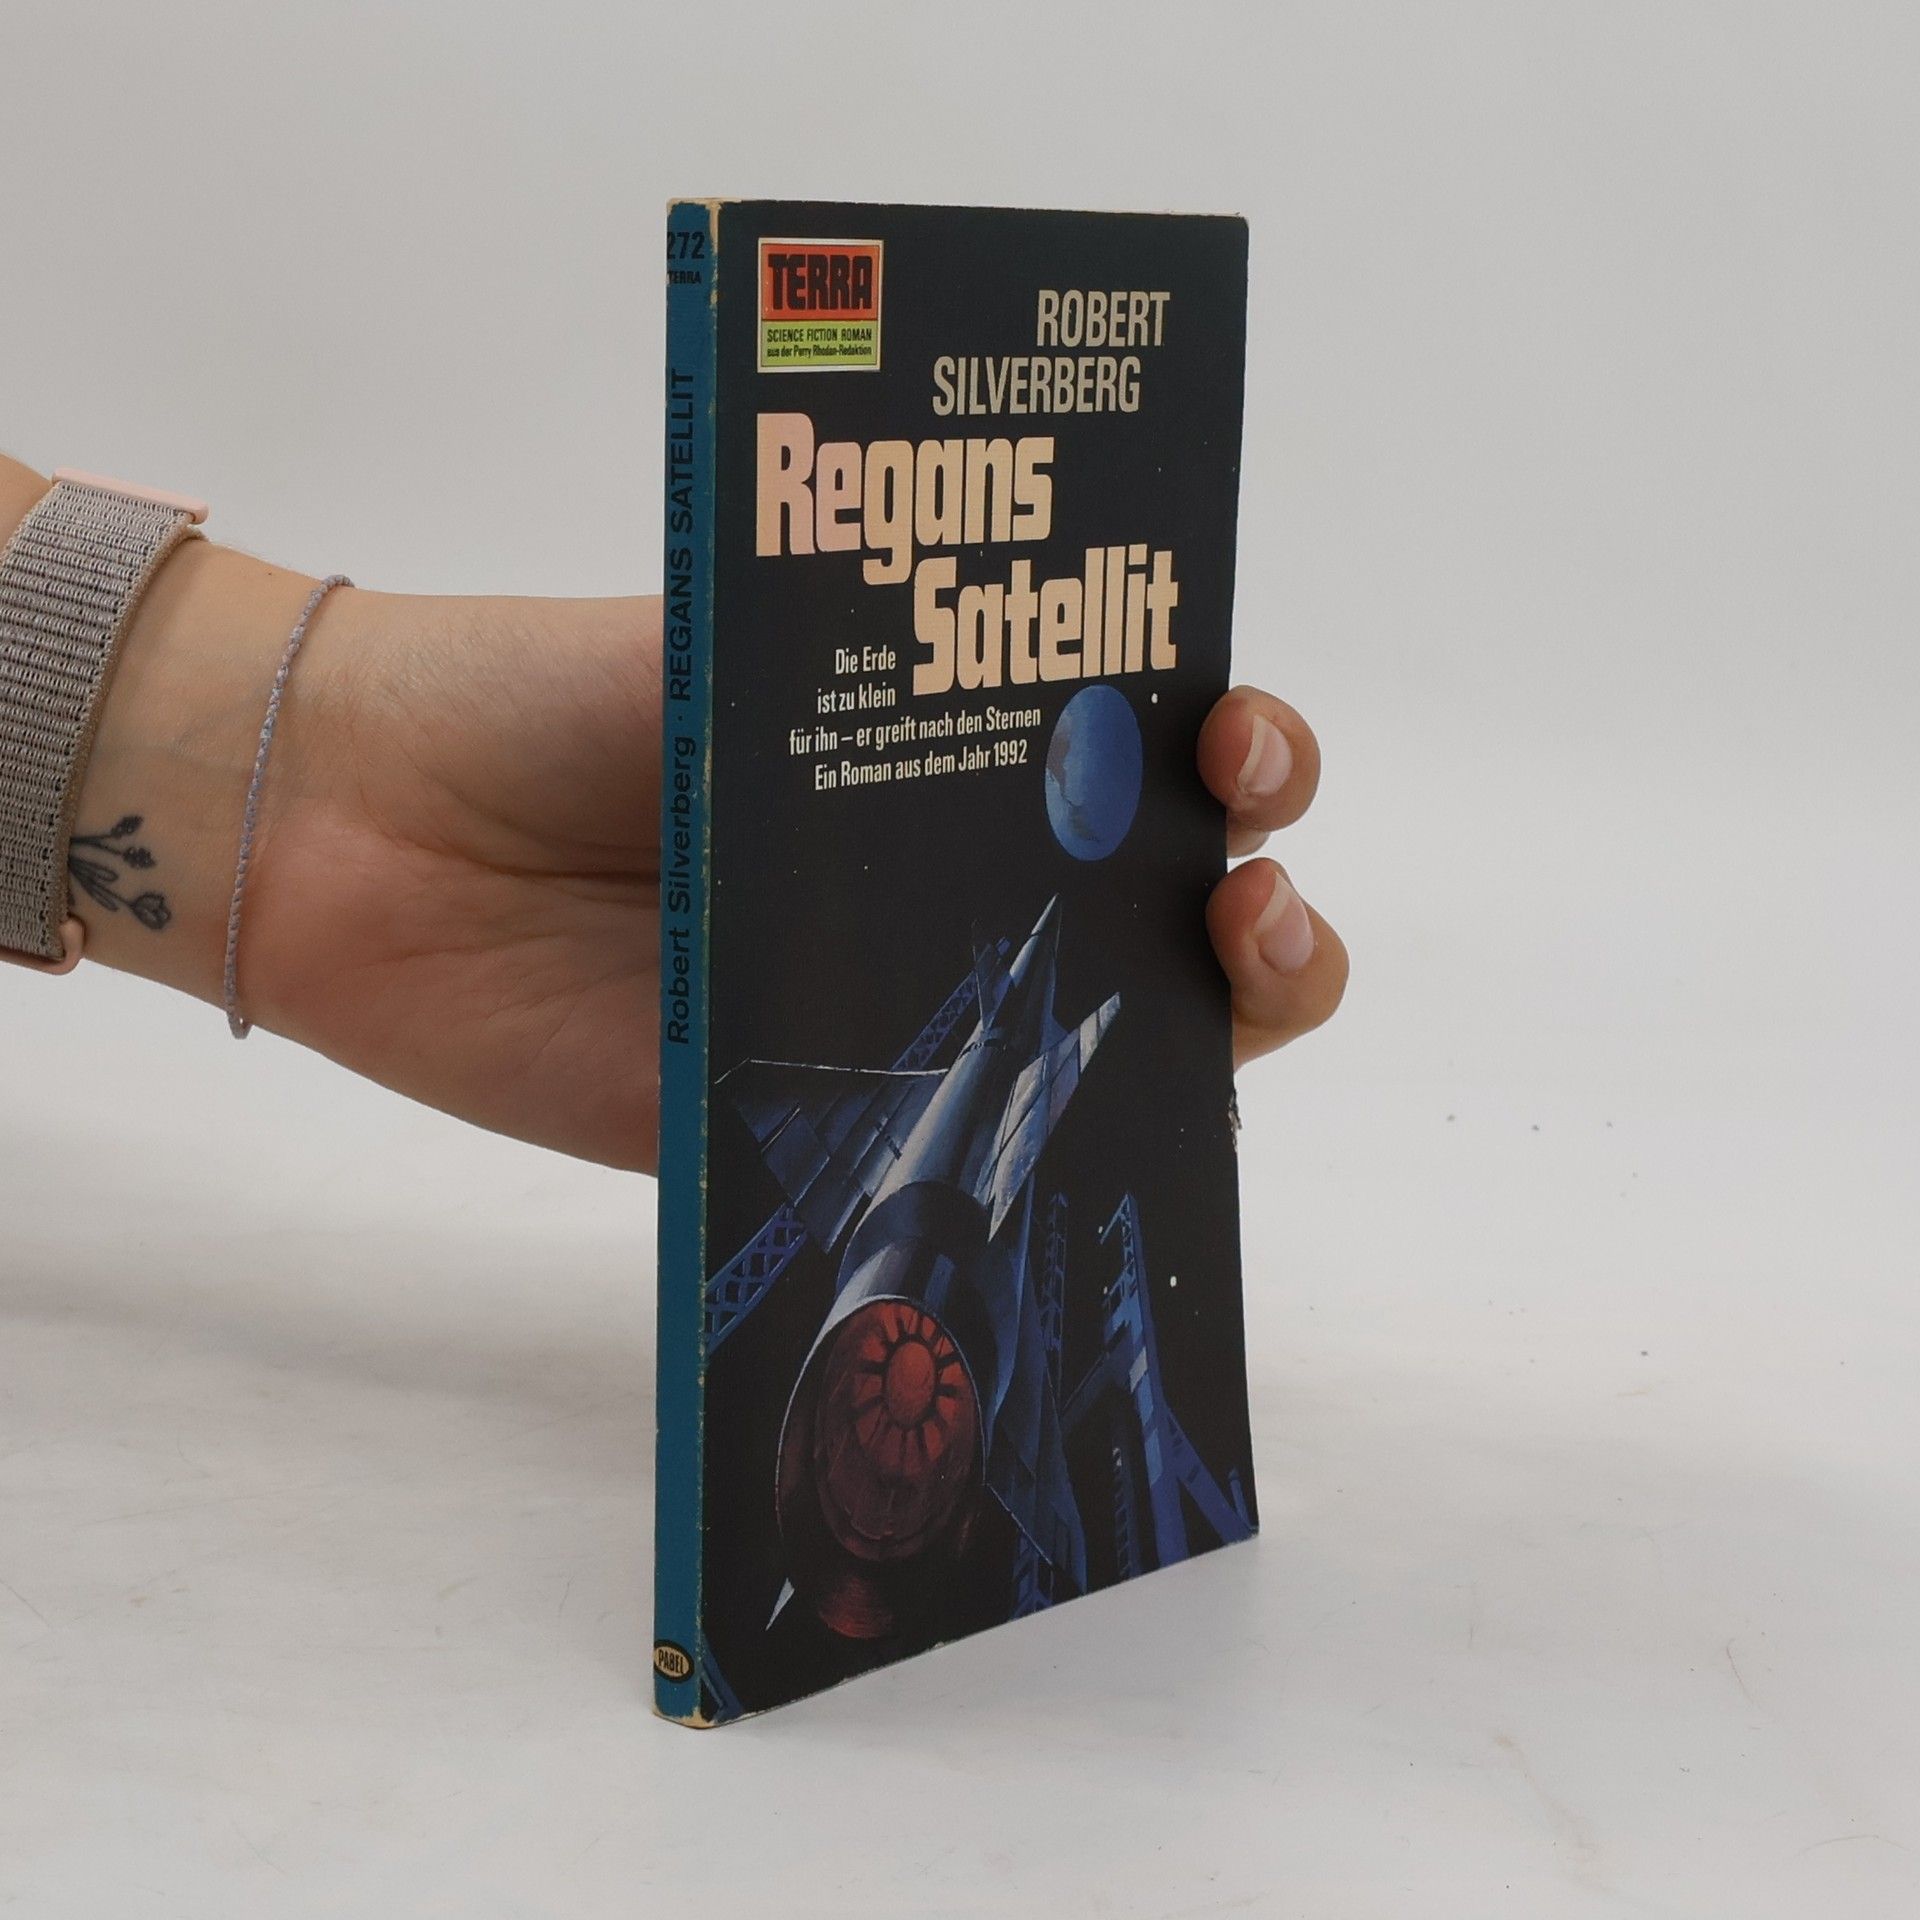 272
TERRA
Robert Silverberg · REGANS SATELLIT
PABEL
TERRA
SCIENCE FICTION ROMAN
aus der Perry Rhodan-Redaktion
ROBERT
SILVERBERG
Regans
Satellit
Die Erde
ist zu klein
für ihn – er greift nach den Sternen
Ein Roman aus dem Jahr 1992